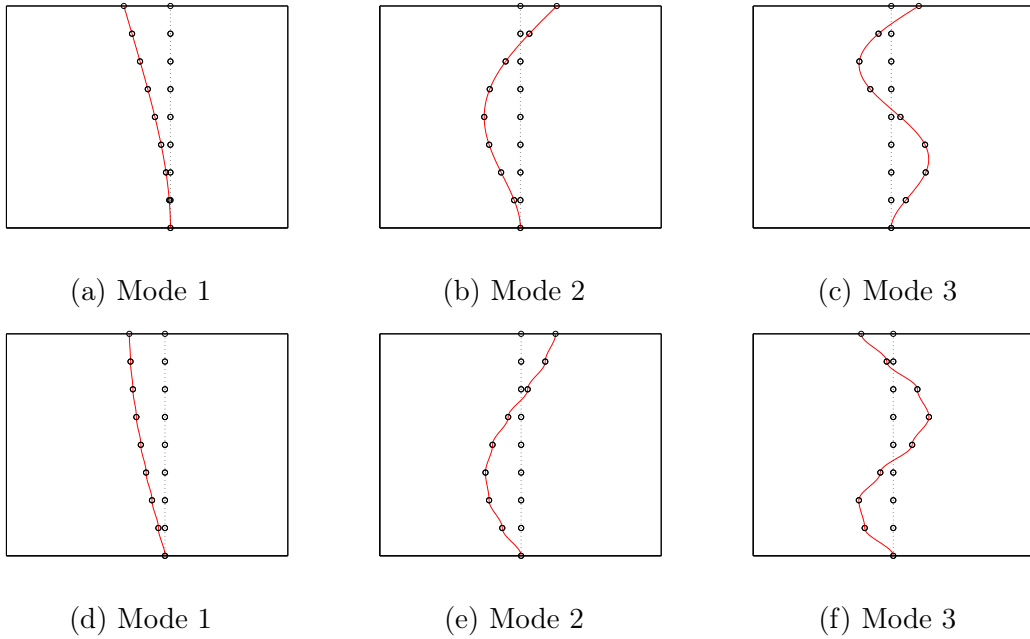 (a) Mode 1
(b) Mode 2
(c) Mode 3
(d) Mode 1
(e) Mode 2
(f) Mode 3